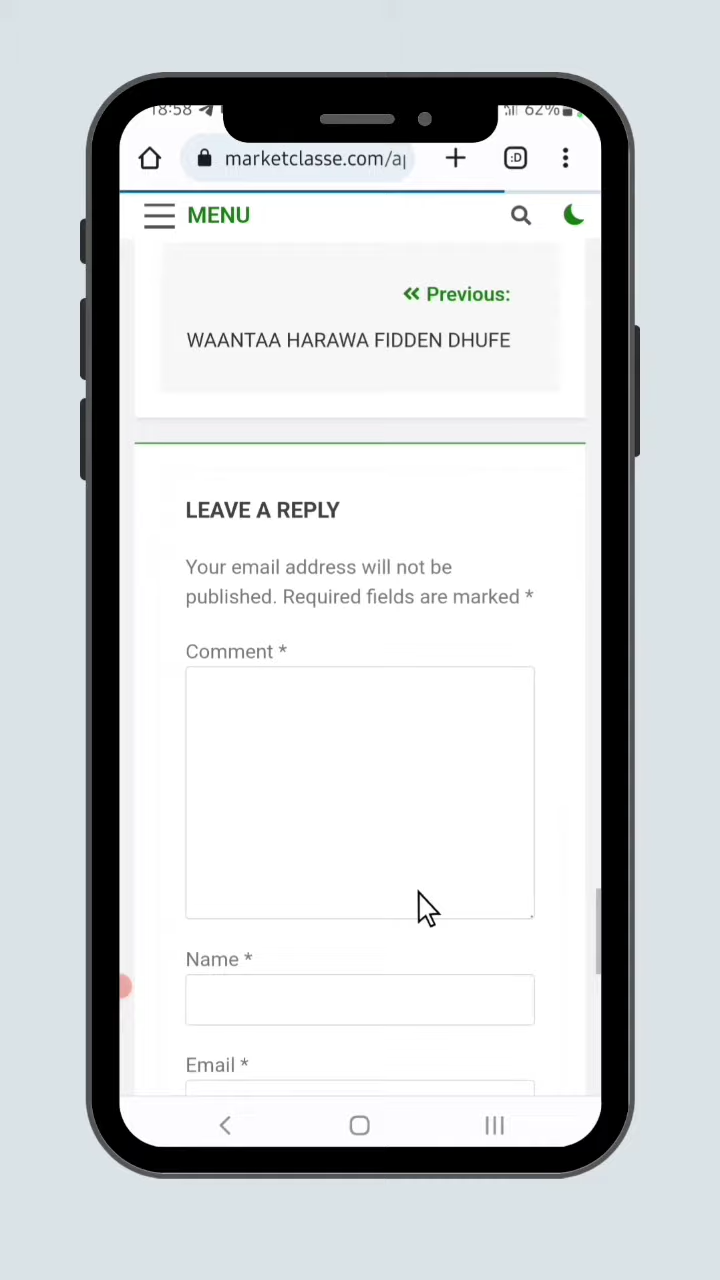 18:58
62%
marketclasse.com/a
:D
MENU
Previous:
WAANTAA HARAWA FIDDEN DHUFE
LEAVE A REPLY
Your email address will not be
published. Required fields are marked *
Comment *
Name *
Email *